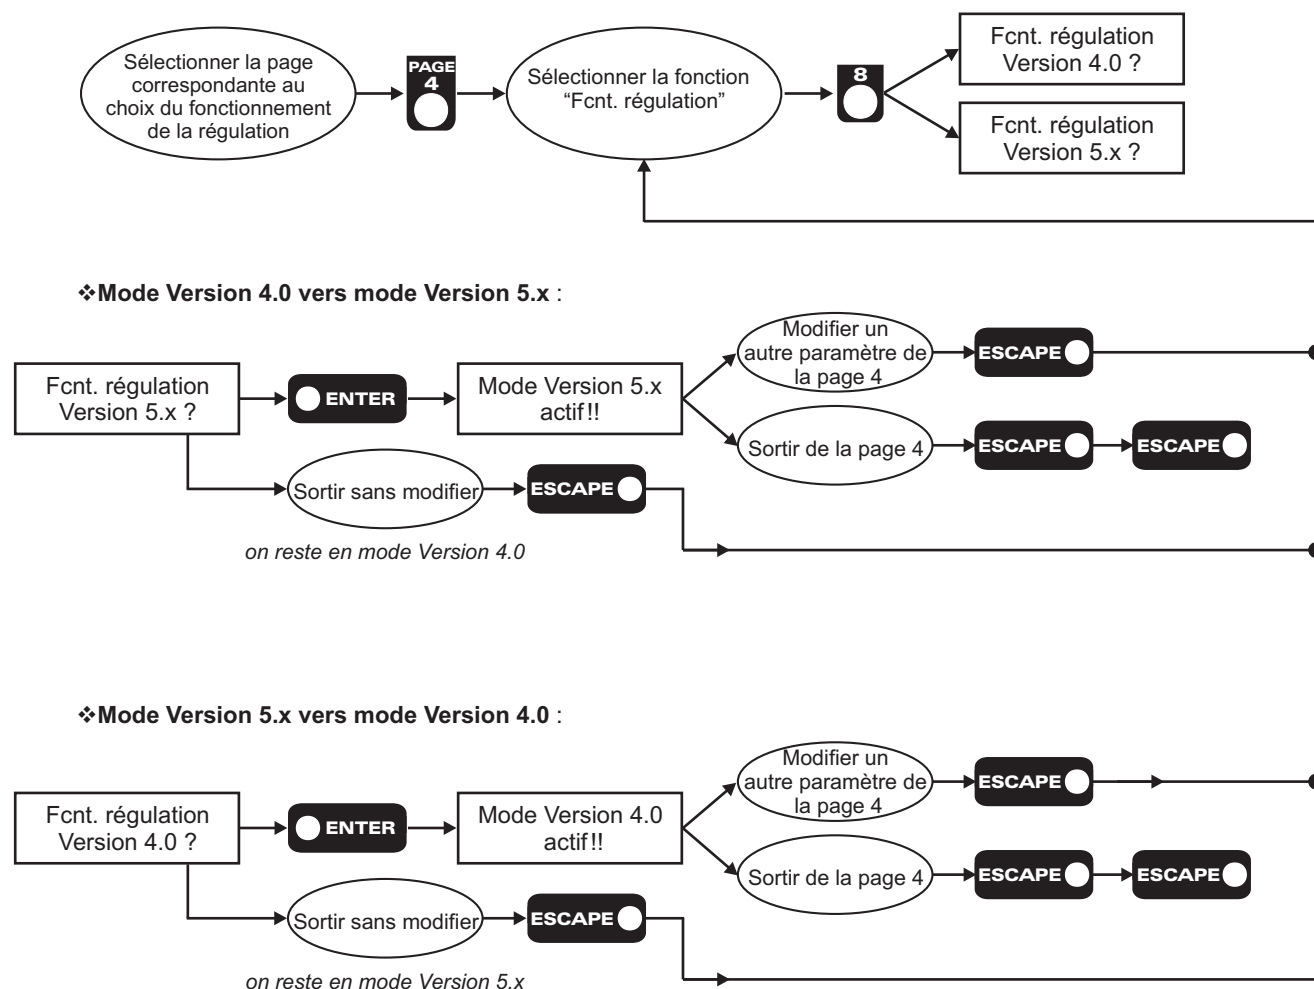 Sélectionner la page
correspondante au
choix du fonctionnement
de la régulation
PAGE
4
Sélectionner la fonction
“Fcnt. régulation”
8
Fcnt. régulation
Version 4.0 ?
Fcnt. régulation
Version 5.x ?
❖Mode Version 4.0 vers mode Version 5.x :
Fcnt. régulation
Version 5.x ?
ENTER
Mode Version 5.x
actif!!
Modifier un
autre paramètre de
la page 4
ESCAPE
Sortir de la page 4
ESCAPE
ESCAPE
Sortir sans modifier
ESCAPE
on reste en mode Version 4.0
❖Mode Version 5.x vers mode Version 4.0 :
Fcnt. régulation
Version 4.0 ?
ENTER
Mode Version 4.0
actif!!
Modifier un
autre paramètre de
la page 4
ESCAPE
Sortir de la page 4
ESCAPE
ESCAPE
Sortir sans modifier
ESCAPE
on reste en mode Version 5.x